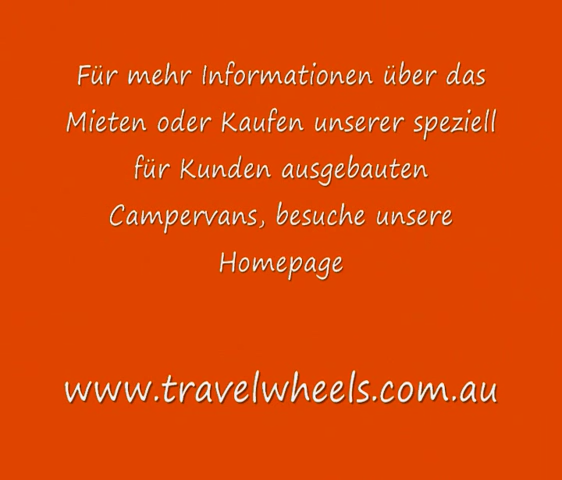 Für mehr Informationen über das
Mieten oder Kaufen unserer speziell
für Kunden ausgebauten
Campervans, besuche unsere
Homepage
www.travelwheels.com.au